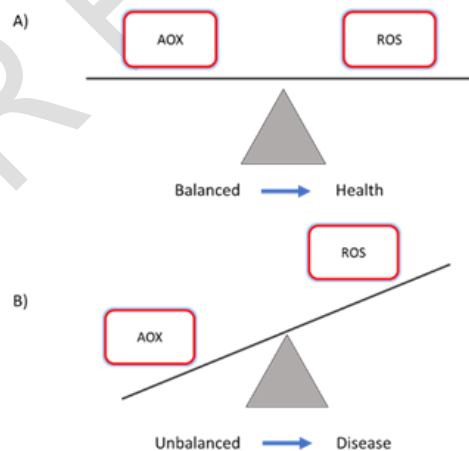 A)
AOX
ROS
Balanced Health
ROS
B)
AOX
Unbalanced Disease